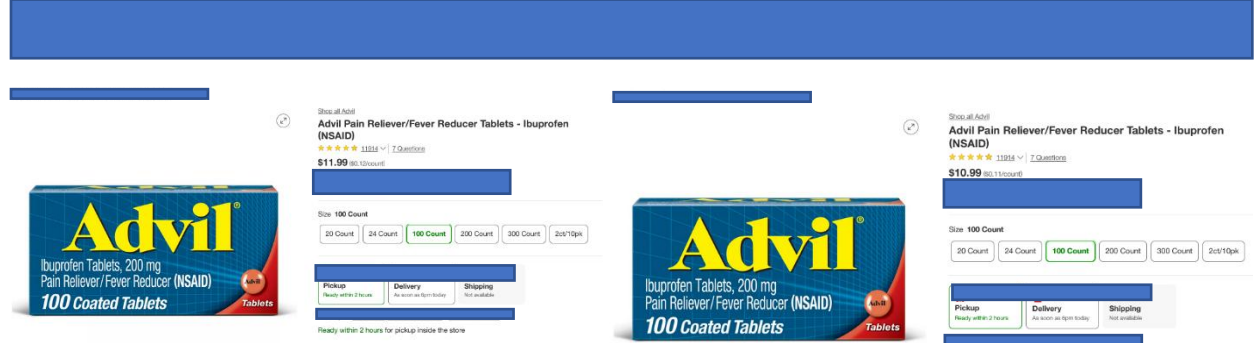 Shop all Advil
Advil Pain Reliever/Fever Reducer Tablets - Ibuprofen
(NSAID)
11914
7 Questions
$11.99 ($0.12/count)
Size 100 Count
20 Count
24 Count
100 Count
200 Count
300 Count
2ct/10pk
Pickup
Ready within 2 hours
Delivery
As soon as 6pm today
Shipping
Not available
Ready within 2 hours for pickup inside the store
Advil®
Ibuprofen Tablets, 200 mg
Pain Reliever/Fever Reducer (NSAID)
100 Coated Tablets
Advil
Tablets
Shop all Advil
Advil Pain Reliever/Fever Reducer Tablets - Ibuprofen
(NSAID)
11914
7 Questions
$10.99 ($0.11/count)
Size 100 Count
20 Count
24 Count
100 Count
200 Count
300 Count
2ct/10pk
Pickup
Ready within 2 hours
Delivery
As soon as 6pm today
Shipping
Not available
Advil®
Ibuprofen Tablets, 200 mg
Pain Reliever/Fever Reducer (NSAID)
100 Coated Tablets
Advil
Tablets